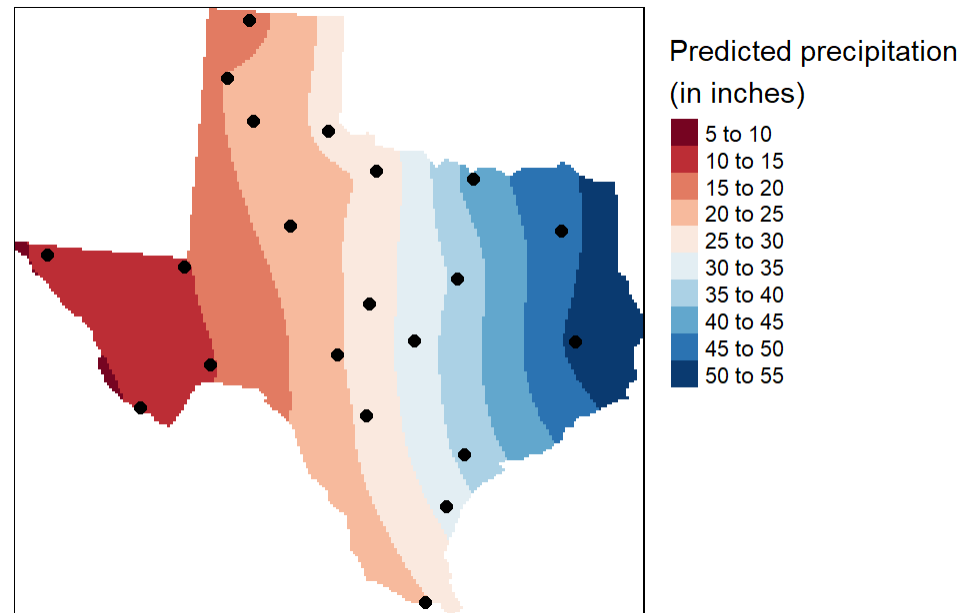 Predicted precipitation
(in inches)
5 to 10
10 to 15
15 to 20
20 to 25
25 to 30
30 to 35
35 to 40
40 to 45
45 to 50
50 to 55